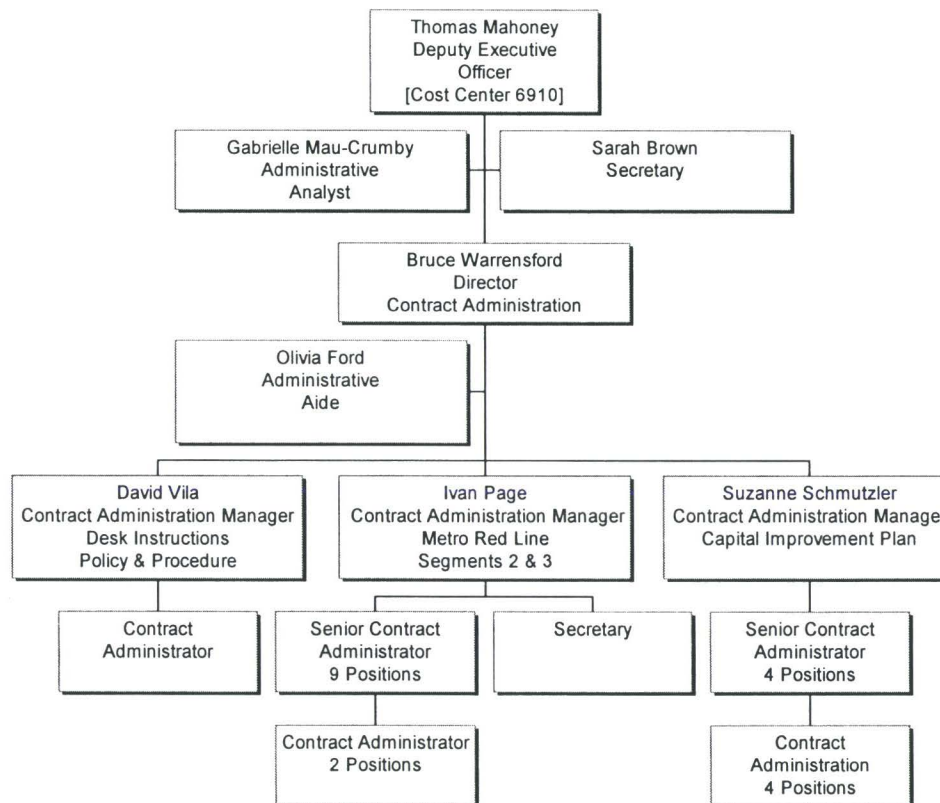 Thomas Mahoney
Deputy Executive
Officer
[Cost Center 6910]
Gabrielle Mau-Crumby
Administrative
Analyst
Sarah Brown
Secretary
Bruce Warrensford
Director
Contract Administration
Olivia Ford
Administrative
Aide
David Vila
Contract Administration Manager
Desk Instructions
Policy & Procedure
Ivan Page
Contract Administration Manager
Metro Red Line
Segments 2 & 3
Suzanne Schmutzler
Contract Administration Manage
Capital Improvement Plan
Contract
Administrator
Senior Contract
Administrator
9 Positions
Secretary
Senior Contract
Administrator
4 Positions
Contract Administrator
2 Positions
Contract
Administration
4 Positions